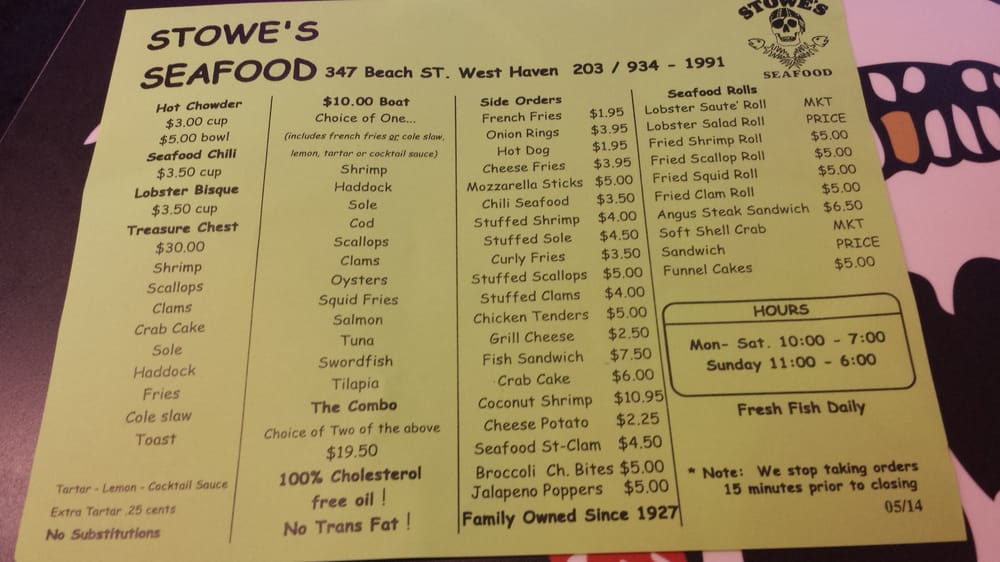 STOWE'S
SEAFOOD 347 Beach ST. West Haven 203 / 934 - 1991
STOWE'S
SEAFOOD
Hot Chowder
$3.00 cup
$5.00 bowl
Seafood Chili
$3.50 cup
Lobster Bisque
$3.50 cup
Treasure Chest
$30.00
Shrimp
Scallops
Clams
Crab Cake
Sole
Haddock
Fries
Cole slaw
Toast
Tartar - Lemon - Cocktail Sauce
Extra Tartar .25 cents
No Substitutions
$10.00 Boat
Choice of One...
(includes french fries or cole slaw,
lemon, tartar or cocktail sauce)
Shrimp
Haddock
Sole
Cod
Scallops
Clams
Oysters
Squid Fries
Salmon
Tuna
Swordfish
Tilapia
The Combo
Choice of Two of the above
$19.50
100% Cholesterol
free oil !
No Trans Fat !
Side Orders
French Fries $1.95
Onion Rings $3.95
Hot Dog $1.95
Cheese Fries $3.95
Mozzarella Sticks $5.00
Chili Seafood $3.50
Stuffed Shrimp $4.00
Stuffed Sole $4.50
Curly Fries $3.50
Stuffed Scallops $5.00
Stuffed Clams $4.00
Chicken Tenders $5.00
Grill Cheese $2.50
Fish Sandwich $7.50
Crab Cake $6.00
Coconut Shrimp $10.95
Cheese Potato $2.25
Seafood St-Clam $4.50
Broccoli Ch. Bites $5.00
Jalapeno Poppers $5.00
Family Owned Since 1927
Seafood Rolls
Lobster Saute' Roll MKT
Lobster Salad Roll PRICE
Fried Shrimp Roll $5.00
Fried Scallop Roll $5.00
Fried Squid Roll $5.00
Fried Clam Roll $5.00
Angus Steak Sandwich $6.50
Soft Shell Crab MKT
Sandwich PRICE
Funnel Cakes $5.00
HOURS
Mon- Sat. 10:00 - 7:00
Sunday 11:00 - 6:00
Fresh Fish Daily
* Note: We stop taking orders
15 minutes prior to closing
05/14